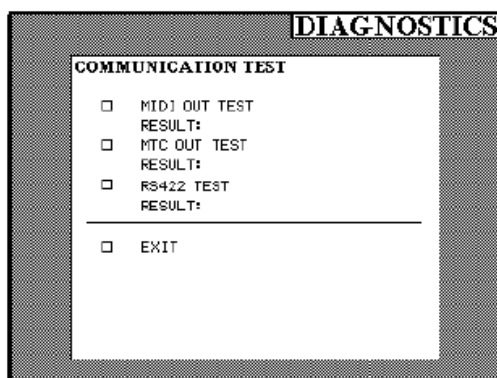 DIAGNOSTICS
COMMUNICATION TEST
MIDI OUT TEST
RESULT:
MTC OUT TEST
RESULT:
RS422 TEST
RESULT:
EXIT